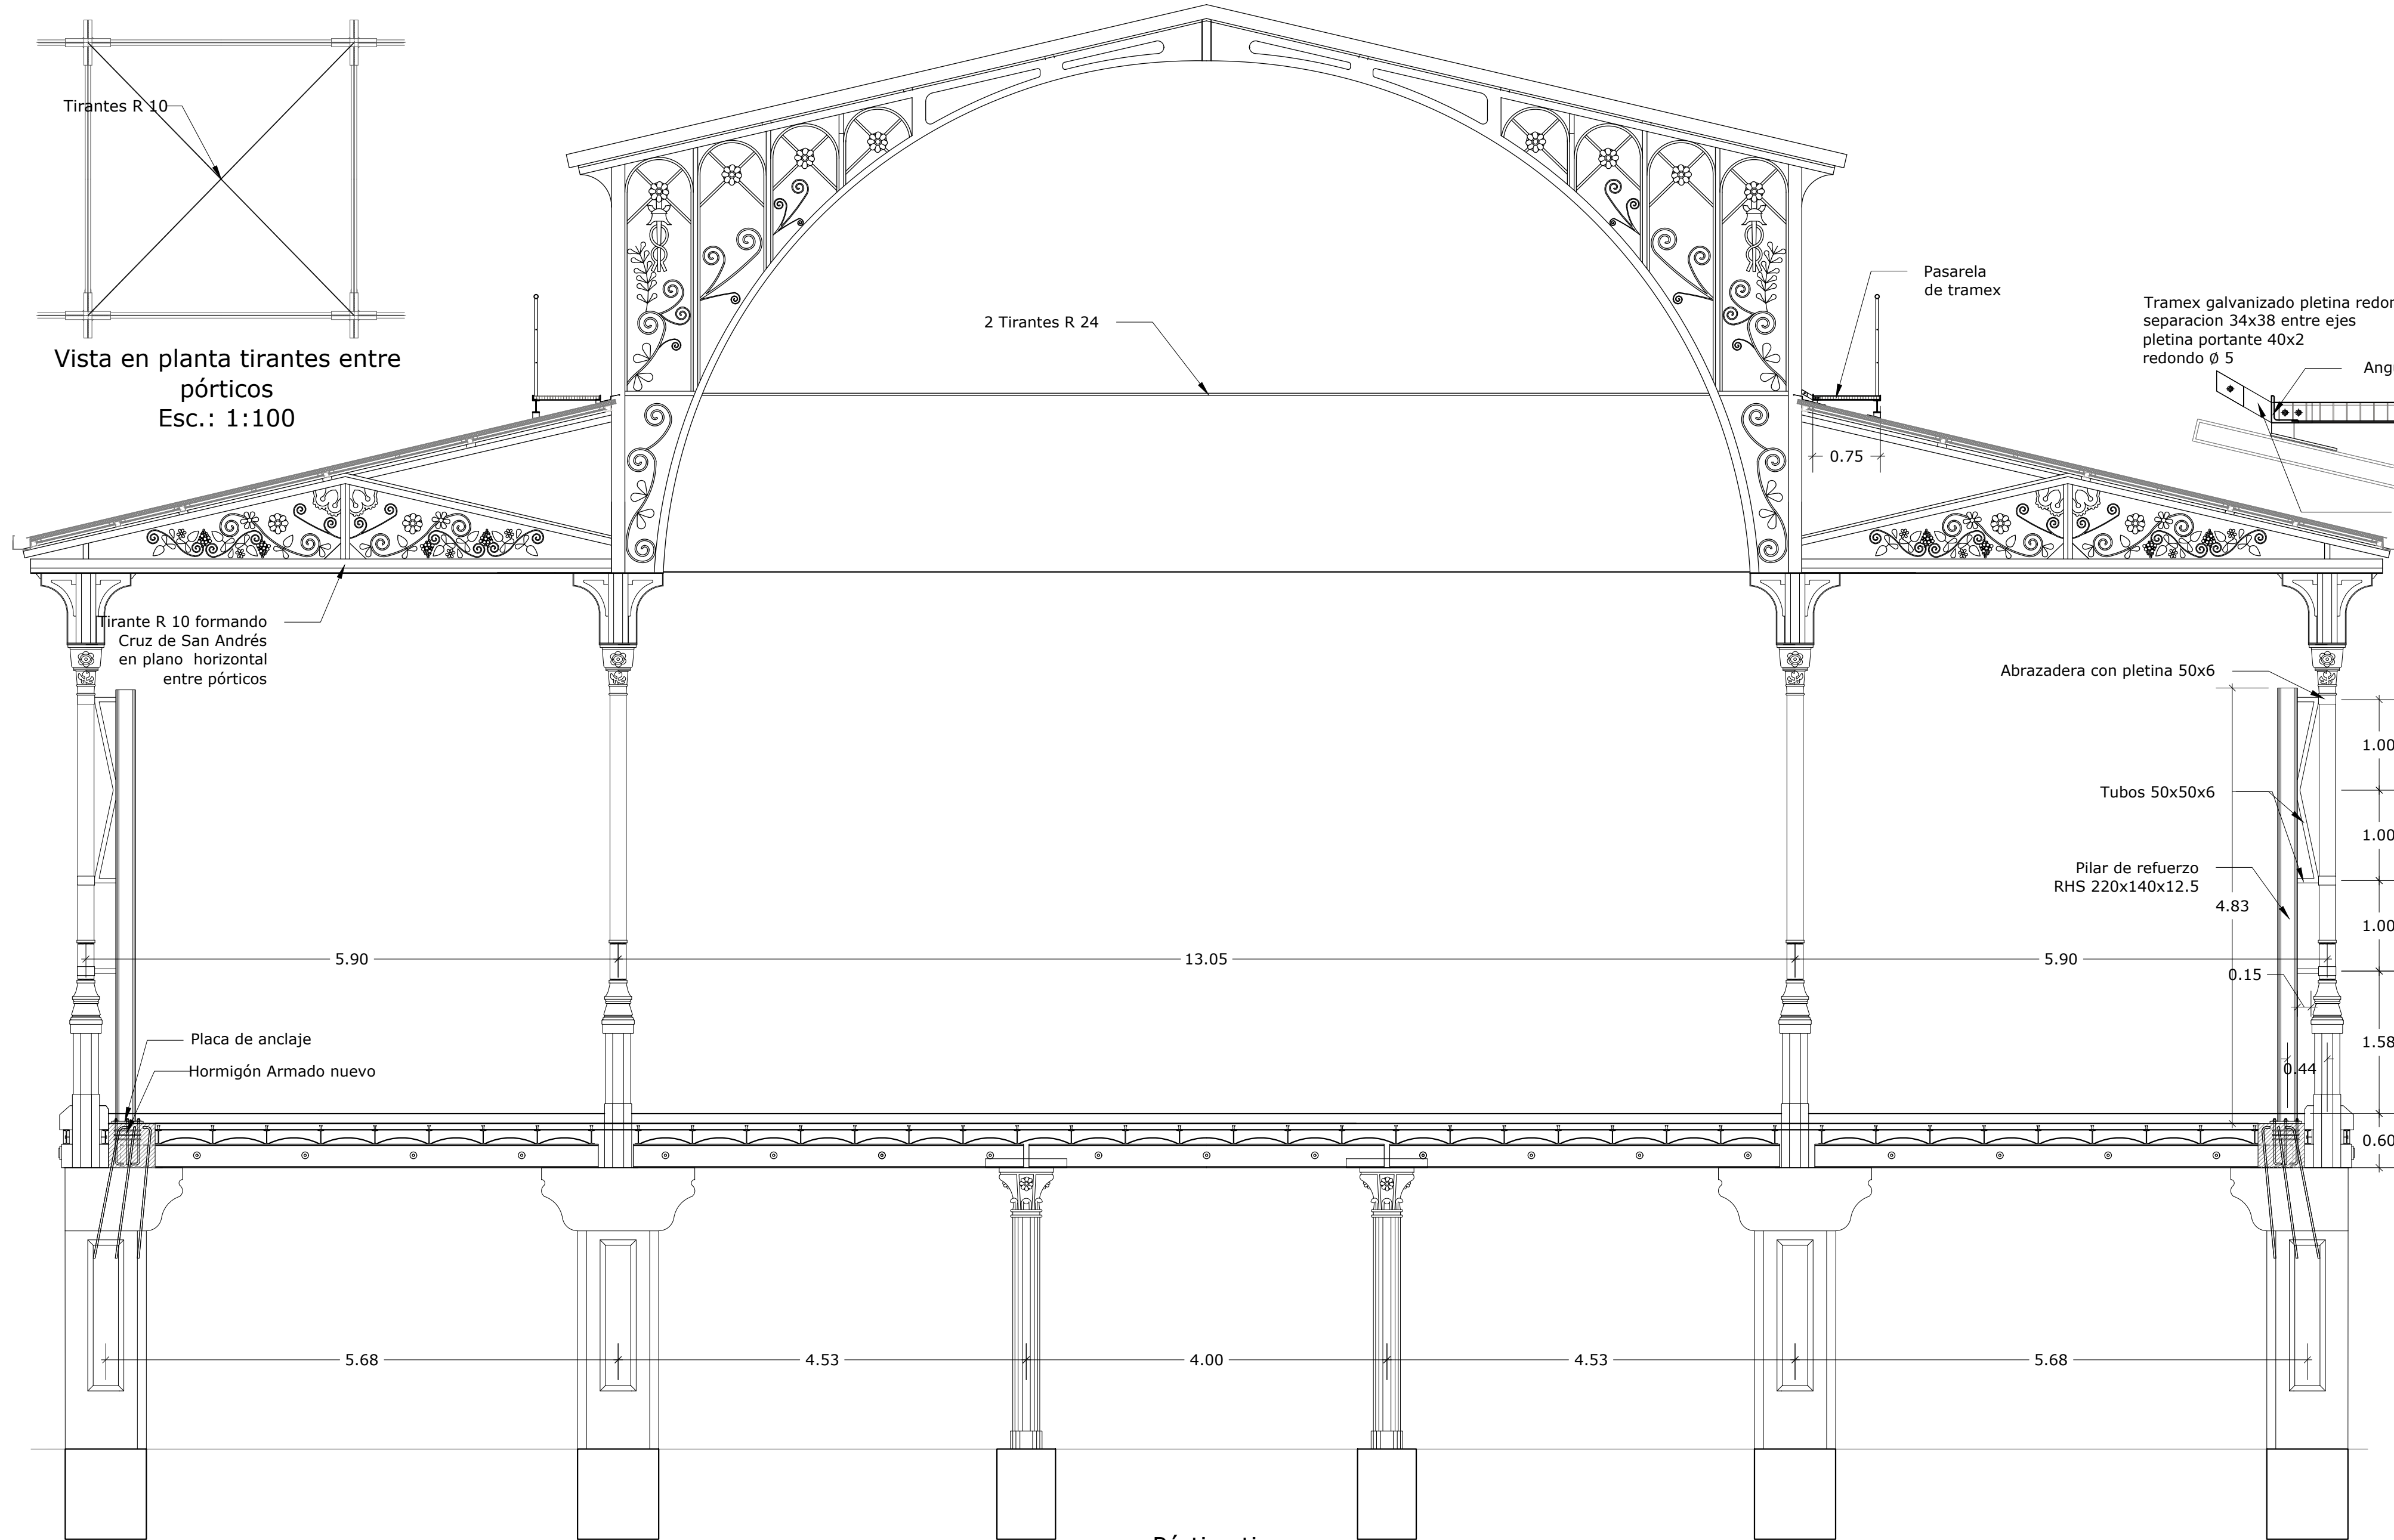 Tirantes R 10
Vista en planta tirantes entre
pórticos
Esc.: 1:100
2 Tirantes R 24
Pasarela
de tramex
Tramex galvanizado pletina redon
separacion 34x38 entre ejes
pletina portante 40x2
redondo Ø 5
Ang
0.75
Tirante R 10 formando
Cruz de San Andrés
en plano horizontal
entre pórticos
Abrazadera con pletina 50x6
1.00
Tubos 50x50x6
1.00
Pilar de refuerzo
RHS 220x140x12.5
4.83
1.00
5.90
13.05
5.90
0.15
Placa de anclaje
1.58
Hormigón Armado nuevo
0.44
0.60
5.68
4.53
4.00
4.53
5.68